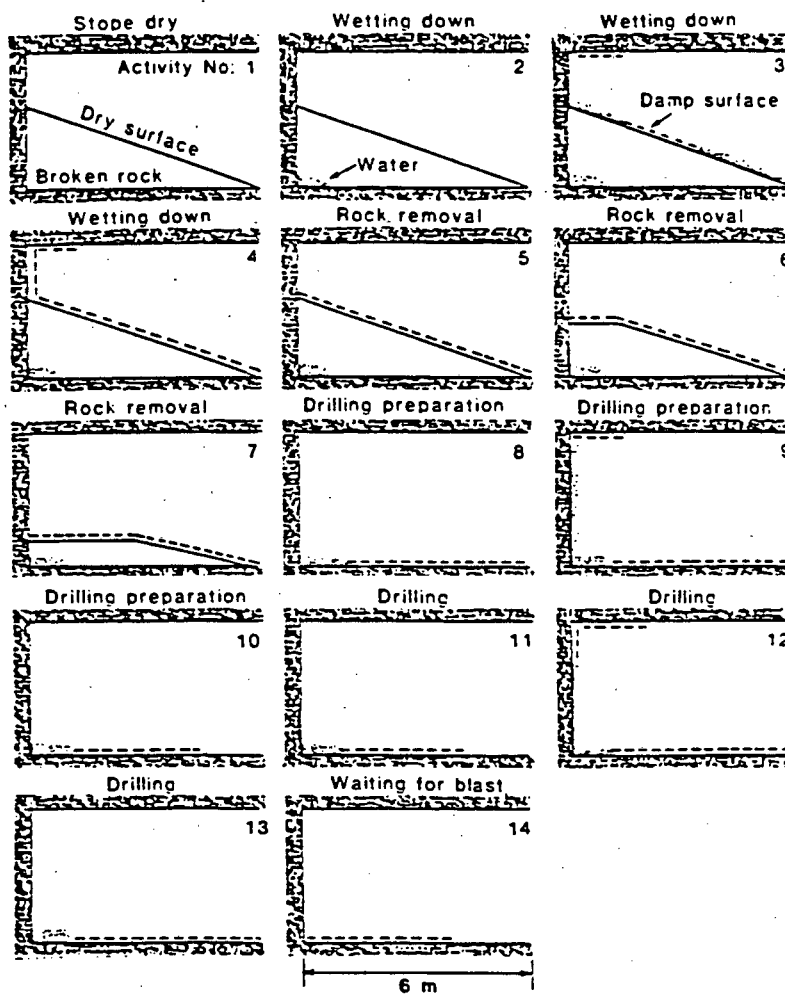 Stope dry
Wetting down
Wetting down
Activity No: 1
2
3
Dry surface
Damp surface
Broken rock
Water
Wetting down
Rock removal
Rock removal
4
5
6
Rock removal
Drilling preparation
Drilling preparation
7
8
9
Drilling preparation
Drilling
Drilling
10
11
12
Drilling
Waiting for blast
13
14
6 m